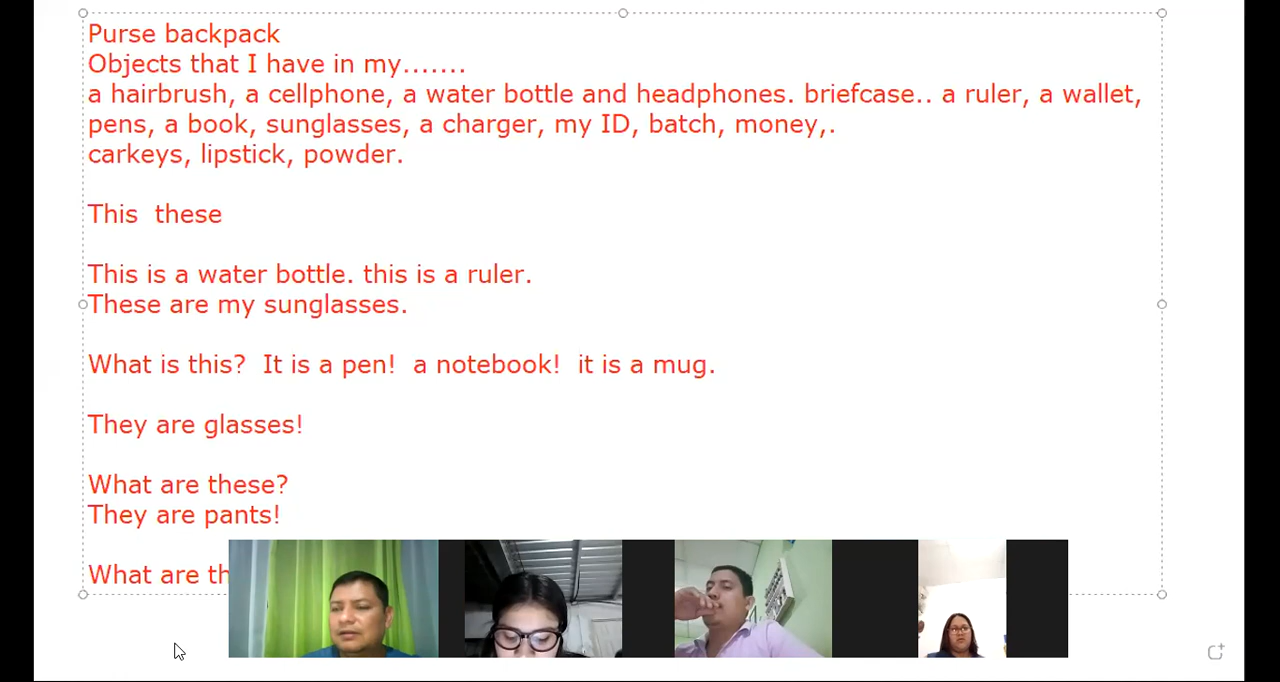 Purse backpack
Objects that I have in my.......
a hairbrush, a cellphone, a water bottle and headphones. briefcase.. a ruler, a wallet,
pens, a book, sunglasses, a charger, my ID, batch, money,.
carkeys, lipstick, powder.
This  these
This is a water bottle. this is a ruler.
These are my sunglasses.
What is this?  It is a pen!  a notebook!  it is a mug.
They are glasses!
What are these?
They are pants!
What are